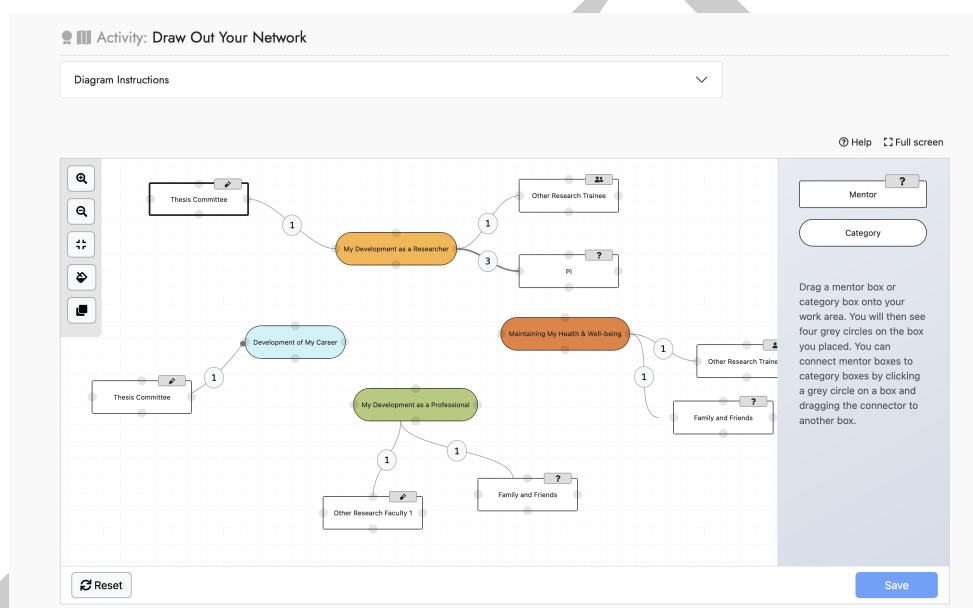 Activity: Draw Out Your Network
Diagram Instructions
Help Full screen
Thesis Committee
1
My Development as a Researcher
1
Other Research Trainee
3
?
PI
Development of My Career
1
Thesis Committee
Maintaining My Health & Well-being
1
Other Research Traine
1
?
Family and Friends
My Development as a Professional
1
1
Other Research Faculty 1
?
Family and Friends
?
Mentor
Category
Drag a mentor box or
category box onto your
work area. You will then see
four grey circles on the box
you placed. You can
connect mentor boxes to
category boxes by clicking
a grey circle on a box and
dragging the connector to
another box.
Reset
Save